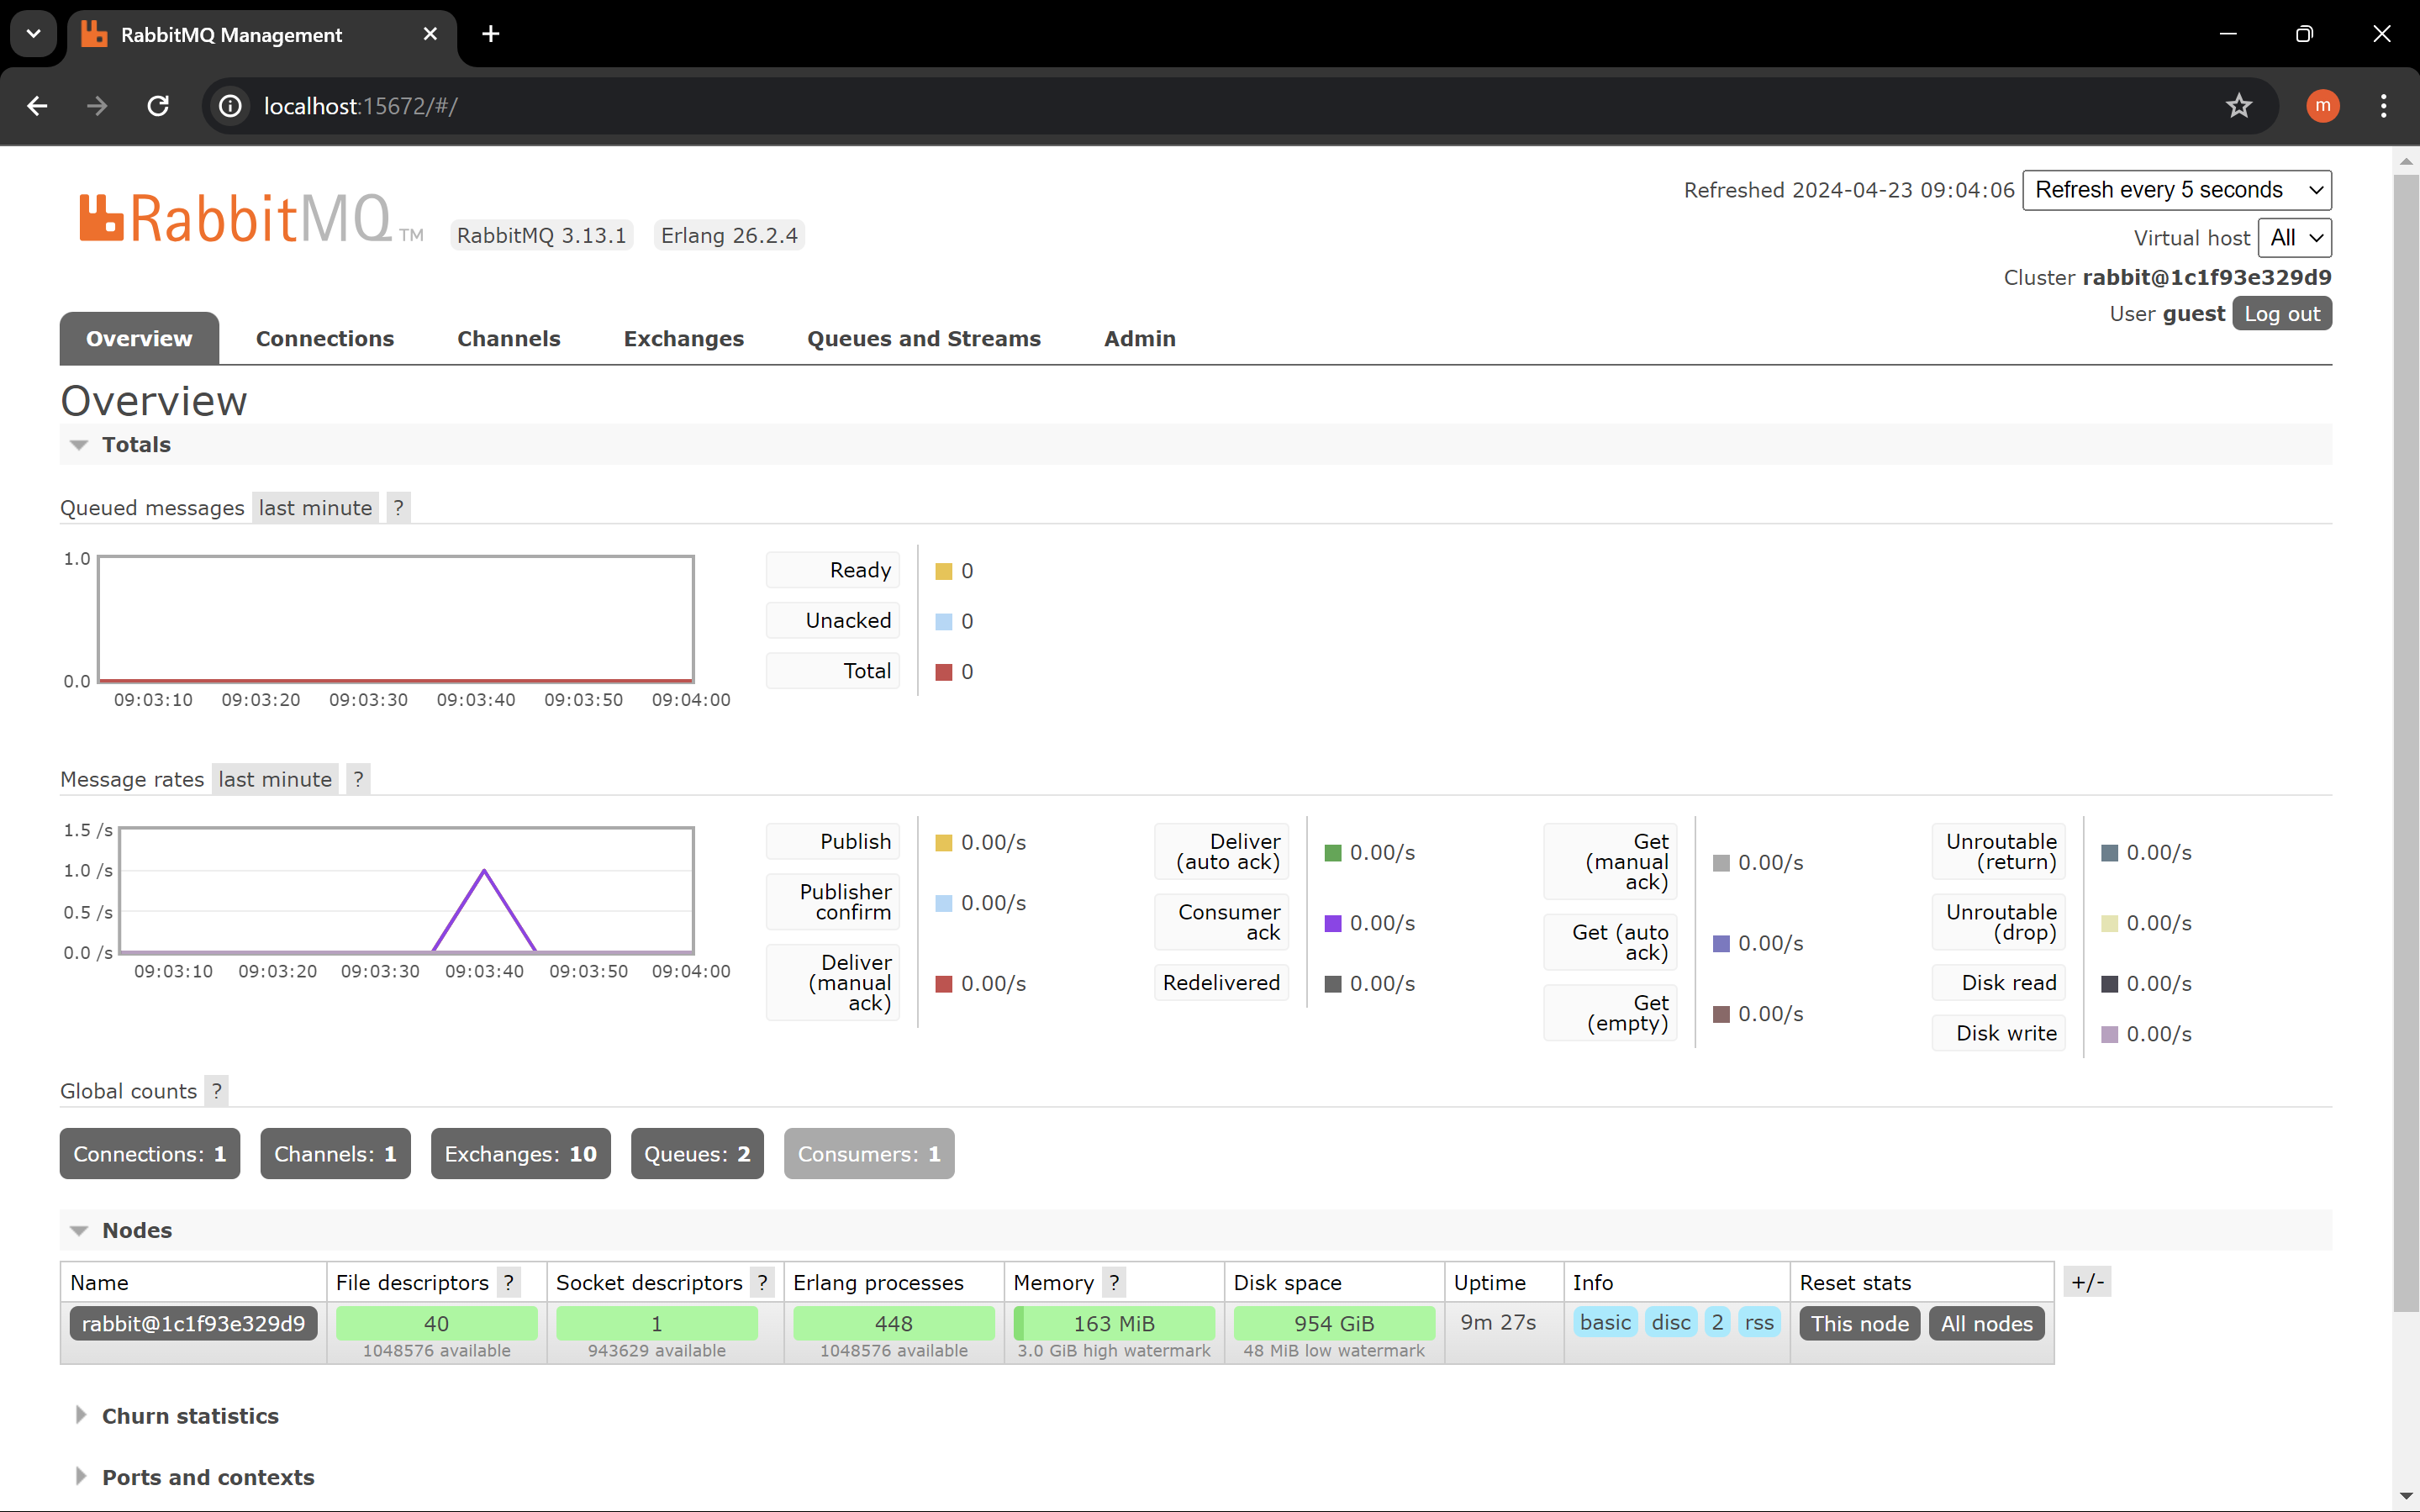 RabbitMQ Management
localhost:15672/#/
RabbitMQ TM
RabbitMQ 3.13.1 Erlang 26.2.4
Refreshed 2024-04-23 09:04:06 Refresh every 5 seconds
Virtual host All
Cluster rabbit@1c1f93e329d9
User guest Log out
Overview Connections Channels Exchanges Queues and Streams Admin
Overview
Totals
Queued messages last minute ?
1.0
0.0
09:03:10 09:03:20 09:03:30 09:03:40 09:03:50 09:04:00
Ready 0
Unacked 0
Total 0
Message rates last minute ?
1.5 /s
1.0 /s
0.5 /s
0.0 /s
09:03:10 09:03:20 09:03:30 09:03:40 09:03:50 09:04:00
Publish 0.00/s
Publisher
confirm 0.00/s
Deliver
(manual 0.00/s
ack)
Deliver
(auto ack) 0.00/s
Consumer
ack 0.00/s
Redelivered 0.00/s
Get
(manual 0.00/s
ack)
Get (auto
ack) 0.00/s
Get
(empty) 0.00/s
Unroutable
(return) 0.00/s
Unroutable
(drop) 0.00/s
Disk read 0.00/s
Disk write 0.00/s
Global counts ?
Connections: 1 Channels: 1 Exchanges: 10 Queues: 2 Consumers: 1
Nodes
Name File descriptors ? Socket descriptors ? Erlang processes Memory ? Disk space Uptime Info Reset stats +/-
rabbit@1c1f93e329d9 40 1 448 163 MiB 954 GiB 9m 27s basic disc 2 rss This node All nodes
1048576 available 943629 available 1048576 available 3.0 GiB high watermark 48 MiB low watermark
Churn statistics
Ports and contexts
m